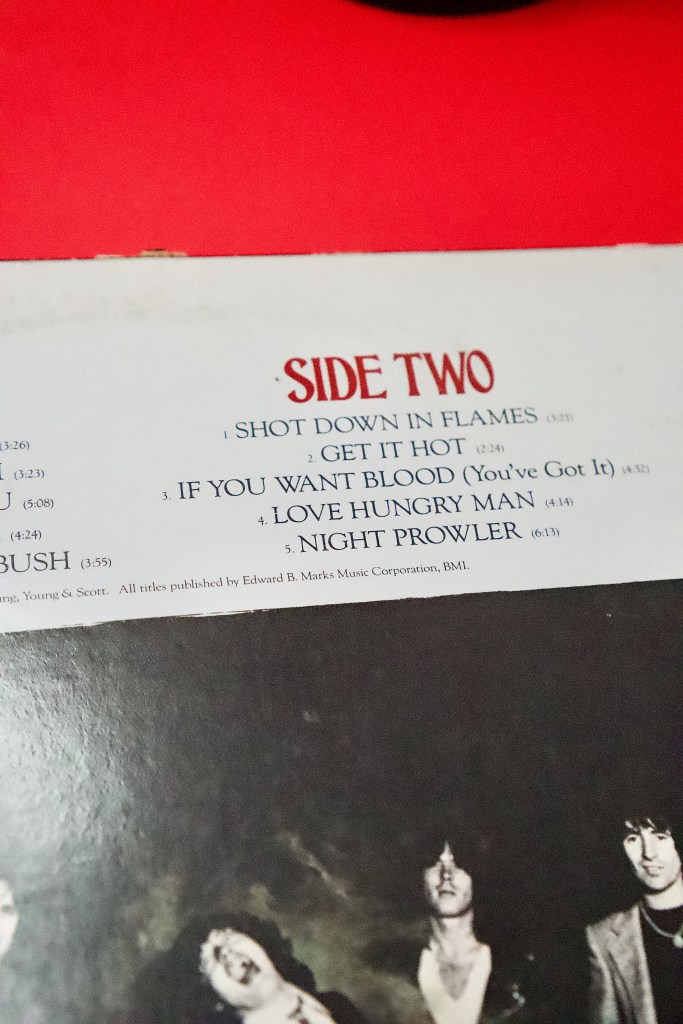 SIDE TWO
1. SHOT DOWN IN FLAMES (3:21)
(3:26)
2. GET IT HOT (2:24)
(3:23)
3. IF YOU WANT BLOOD (You've Got It) (4:32)
U (5:08)
4. LOVE HUNGRY MAN (4:14)
(4:24)
5. NIGHT PROWLER (6:13)
BUSH (3:55)
ng, Young & Scott. All titles published by Edward B. Marks Music Corporation, BMI.